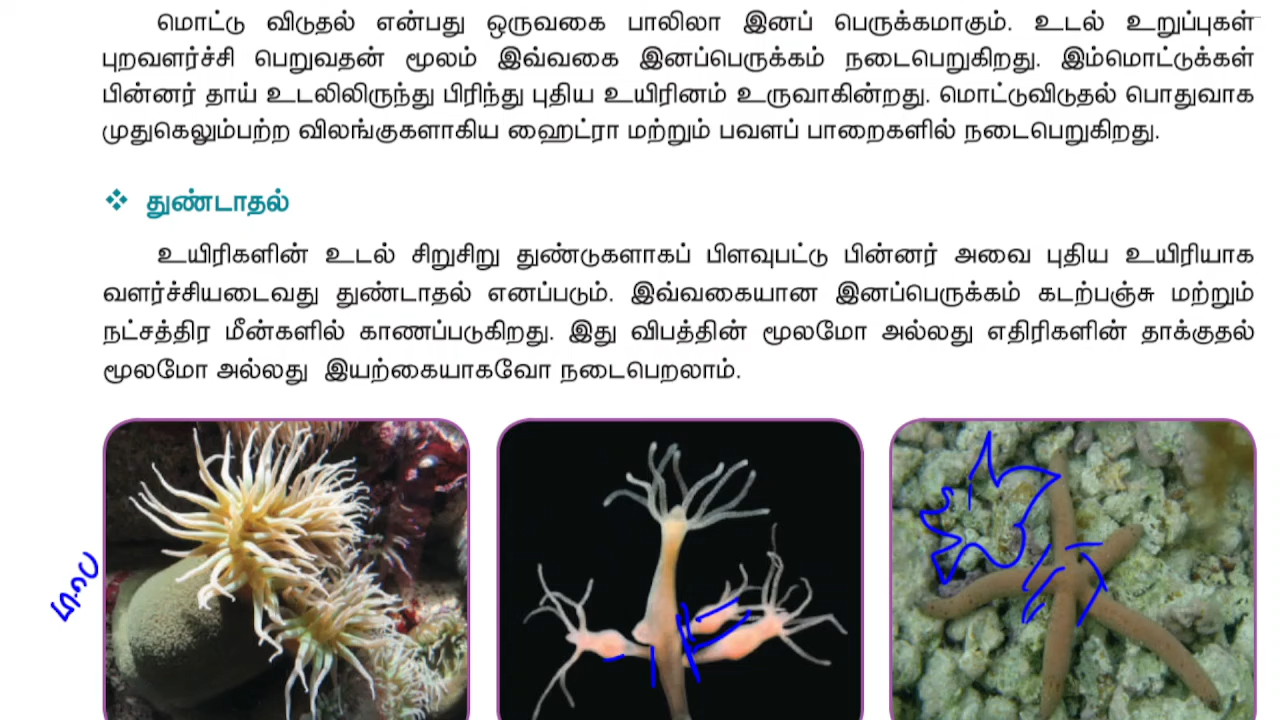 மொட்டு விடுதல் என்பது ஒருவகை பாலிலா இனப் பெருக்கமாகும். உடல் உறுப்புகள்
புறவளர்ச்சி பெறுவதன் மூலம் இவ்வகை இனப்பெருக்கம் நடைபெறுகிறது. இம்மொட்டுக்கள்
பின்னர் தாய் உடலிலிருந்து பிரிந்து புதிய உயிரினம் உருவாகின்றது. மொட்டுவிடுதல் பொதுவாக
முதுகெலும்பற்ற விலங்குகளாகிய ஹைட்ரா மற்றும் பவளப் பாறைகளில் நடைபெறுகிறது.
❖ துண்டாதல்
உயிரிகளின் உடல் சிறுசிறு துண்டுகளாகப் பிளவுபட்டு பின்னர் அவை புதிய உயிரியாக
வளர்ச்சியடைவது துண்டாதல் எனப்படும். இவ்வகையான இனப்பெருக்கம் கடற்பஞ்சு மற்றும்
நட்சத்திர மீன்களில் காணப்படுகிறது. இது விபத்தின் மூலமோ அல்லது எதிரிகளின் தாக்குதல்
மூலமோ அல்லது இயற்கையாகவோ நடைபெறலாம்.